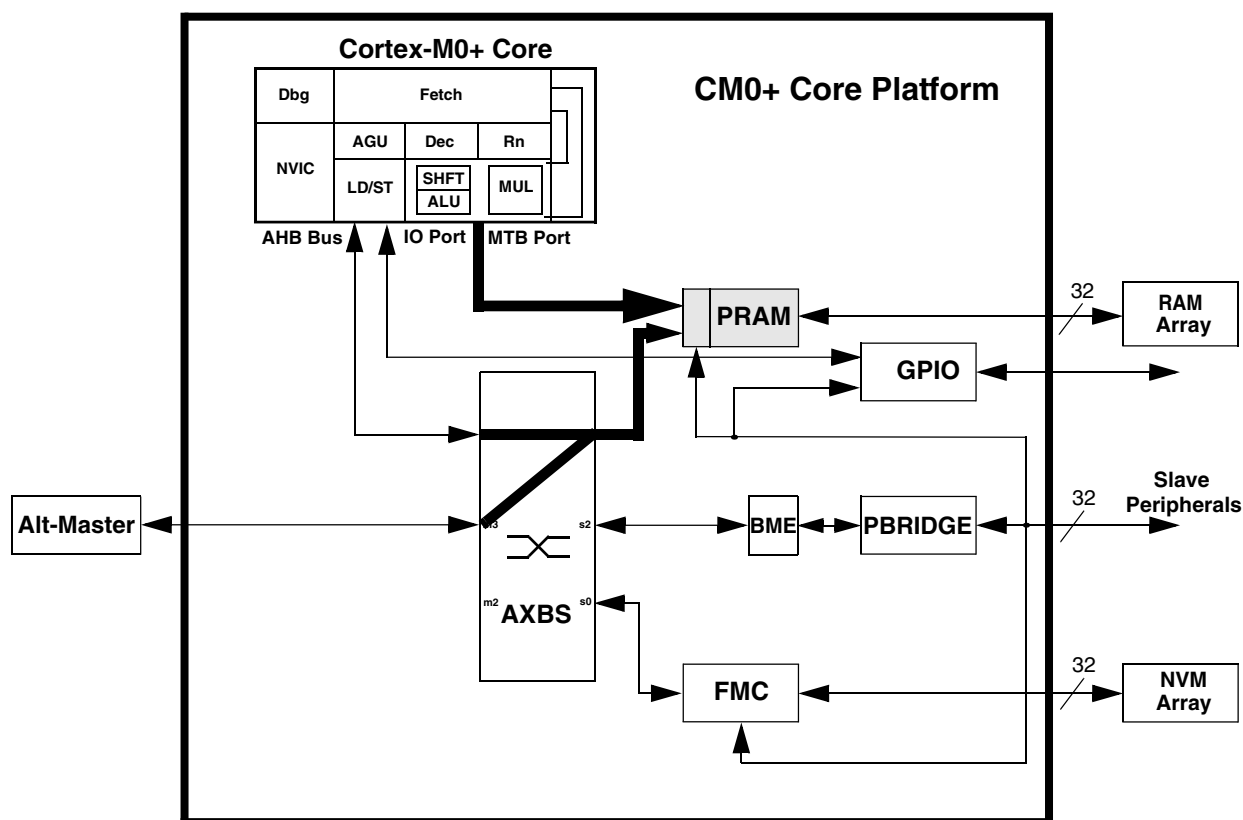 Cortex-M0+ Core
CM0+ Core Platform
Dbg
Fetch
AGU
Dec
Rn
NVIC
LD/ST
SHFT
ALU
MUL
AHB Bus
IO Port
MTB Port
PRAM
32
RAM
Array
GPIO
Alt-Master
m3
s2
BME
PBRIDGE
32
Slave
Peripherals
m2
AXBS
s0
FMC
32
NVM
Array